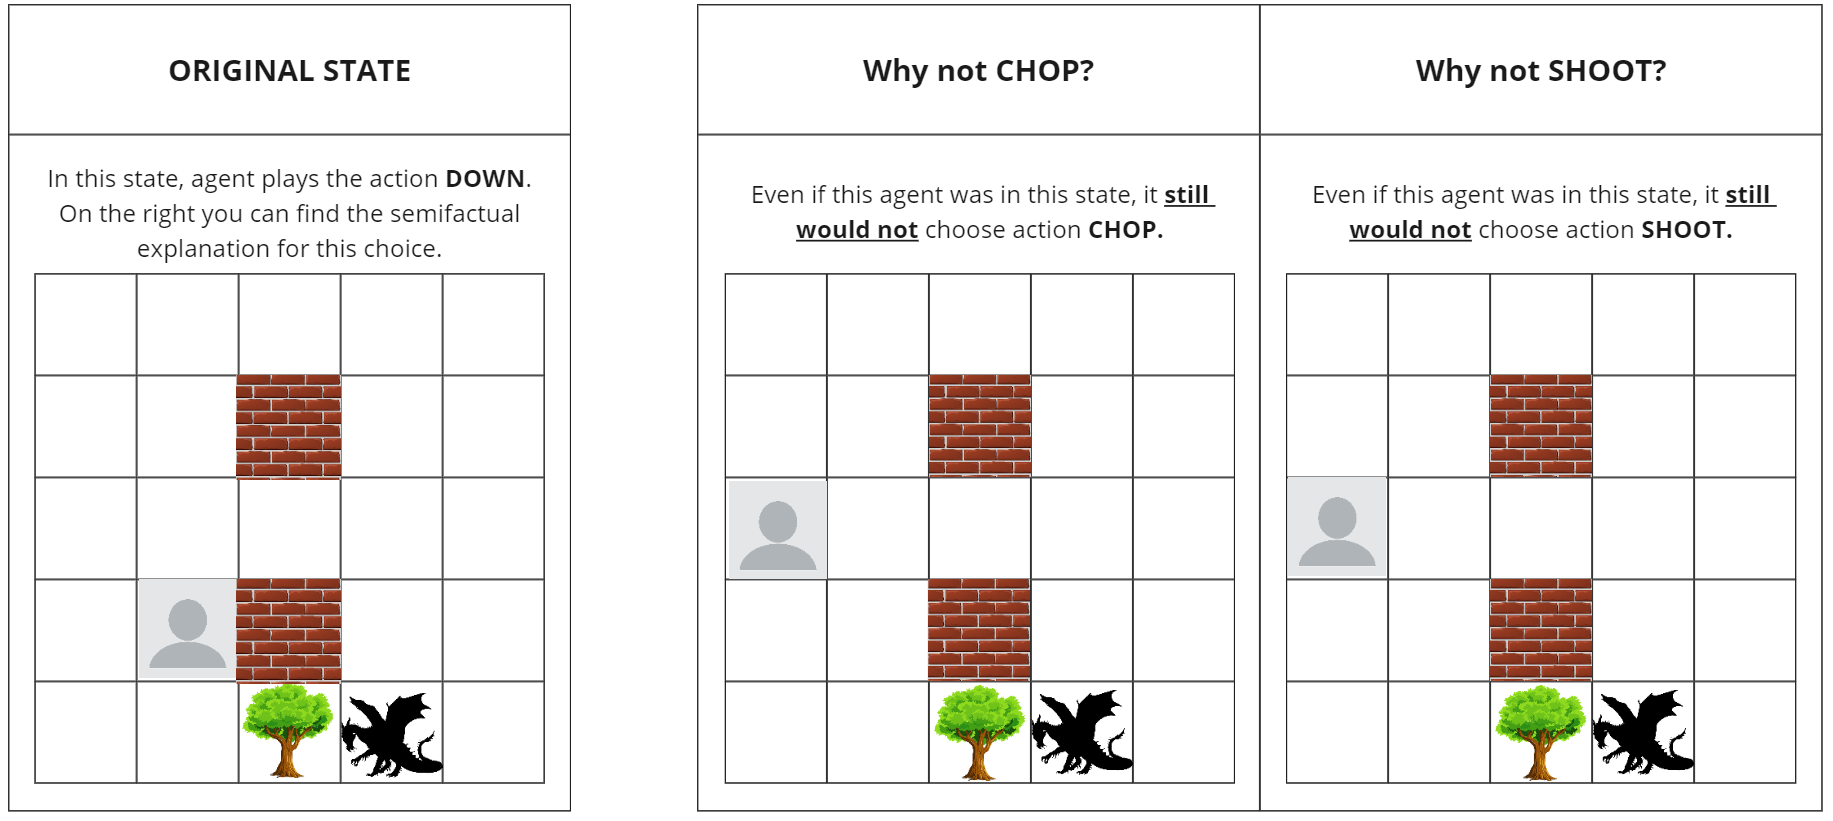 ORIGINAL STATE
In this state, agent plays the action DOWN.
On the right you can find the semifactual
explanation for this choice.
Why not CHOP?
Even if this agent was in this state, it still
would not choose action CHOP.
Why not SHOOT?
Even if this agent was in this state, it still
would not choose action SHOOT.